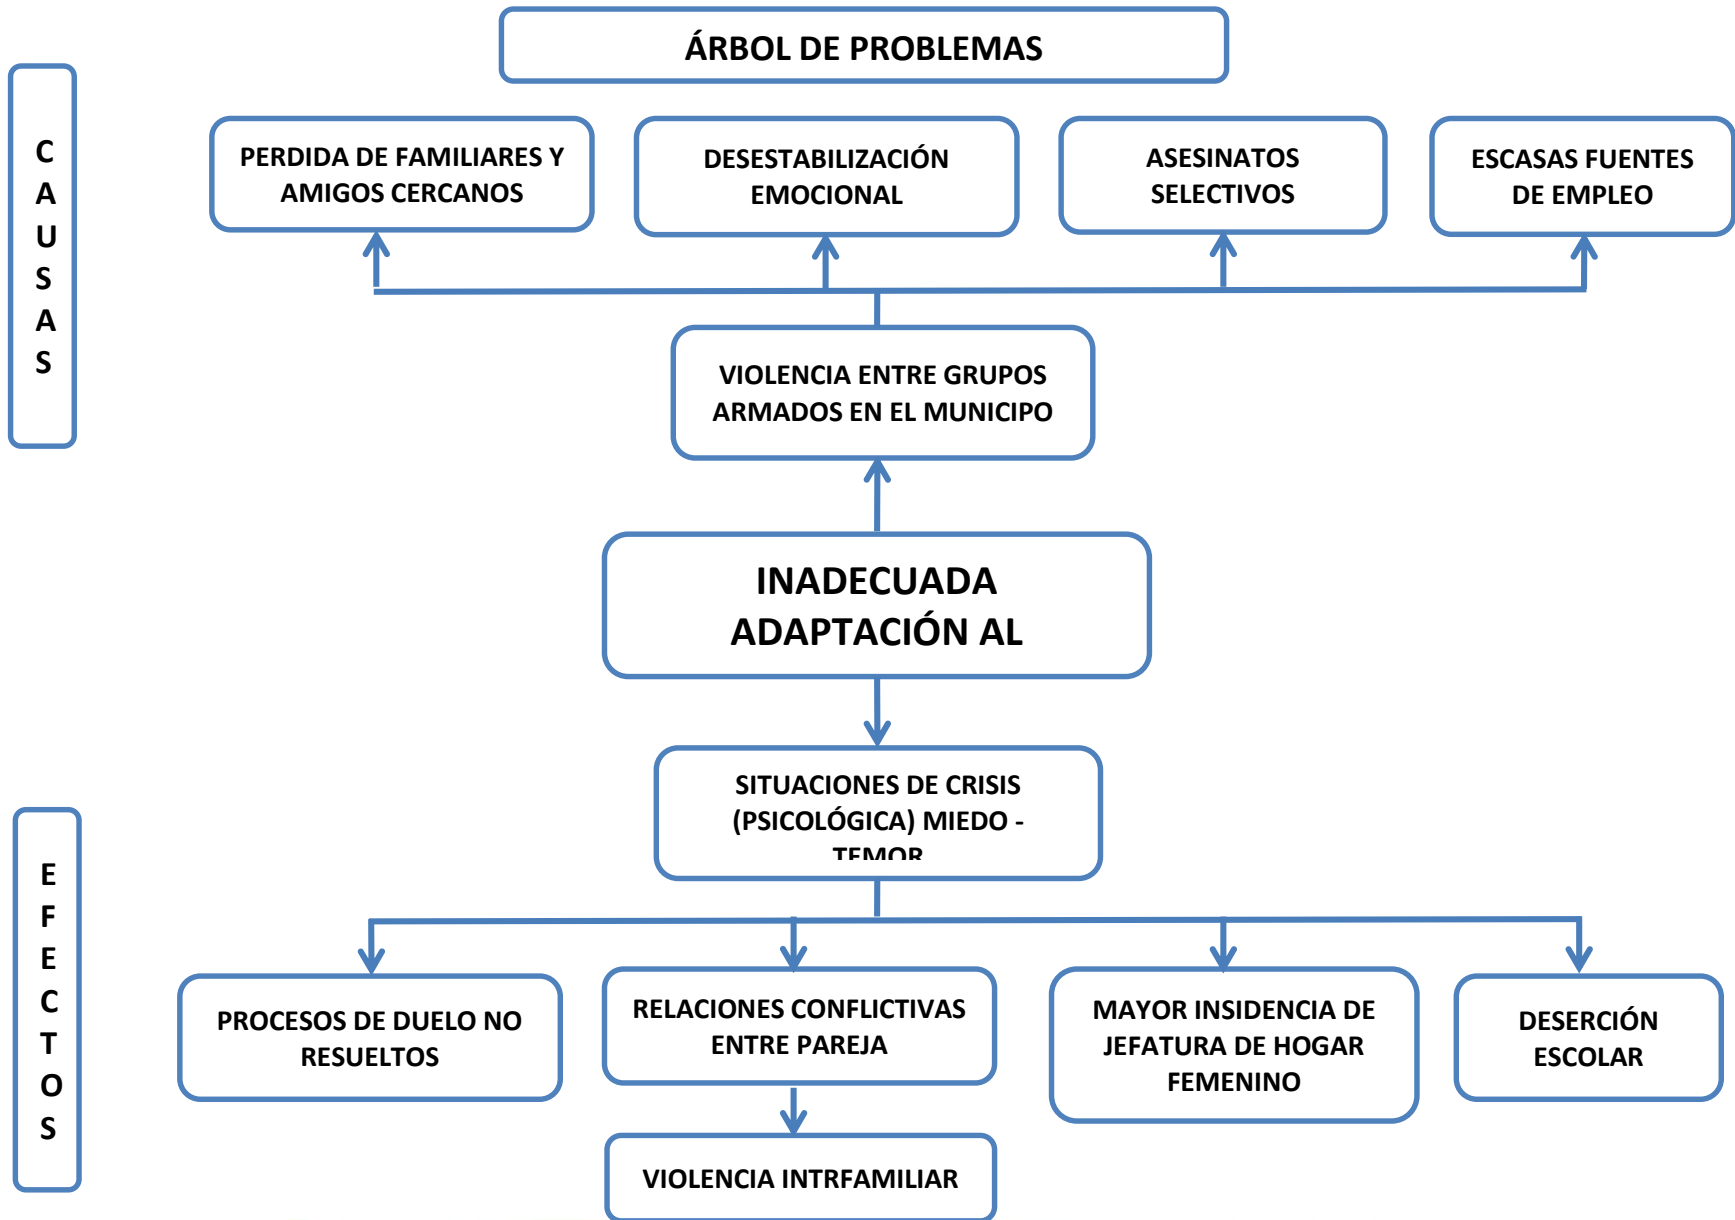 ÁRBOL DE PROBLEMAS
C
A
U
S
A
S
PERDIDA DE FAMILIARES Y
AMIGOS CERCANOS
DESESTABILIZACIÓN
EMOCIONAL
ASESINATOS
SELECTIVOS
ESCASAS FUENTES
DE EMPLEO
VIOLENCIA ENTRE GRUPOS
ARMADOS EN EL MUNICIPO
INADECUADA
ADAPTACIÓN AL
SITUACIONES DE CRISIS
(PSICOLÓGICA) MIEDO -
TEMOR
E
F
E
C
T
O
S
PROCESOS DE DUELO NO
RESUELTOS
RELACIONES CONFLICTIVAS
ENTRE PAREJA
MAYOR INSIDENCIA DE
JEFATURA DE HOGAR
FEMENINO
DESERCIÓN
ESCOLAR
VIOLENCIA INTRFAMILIAR